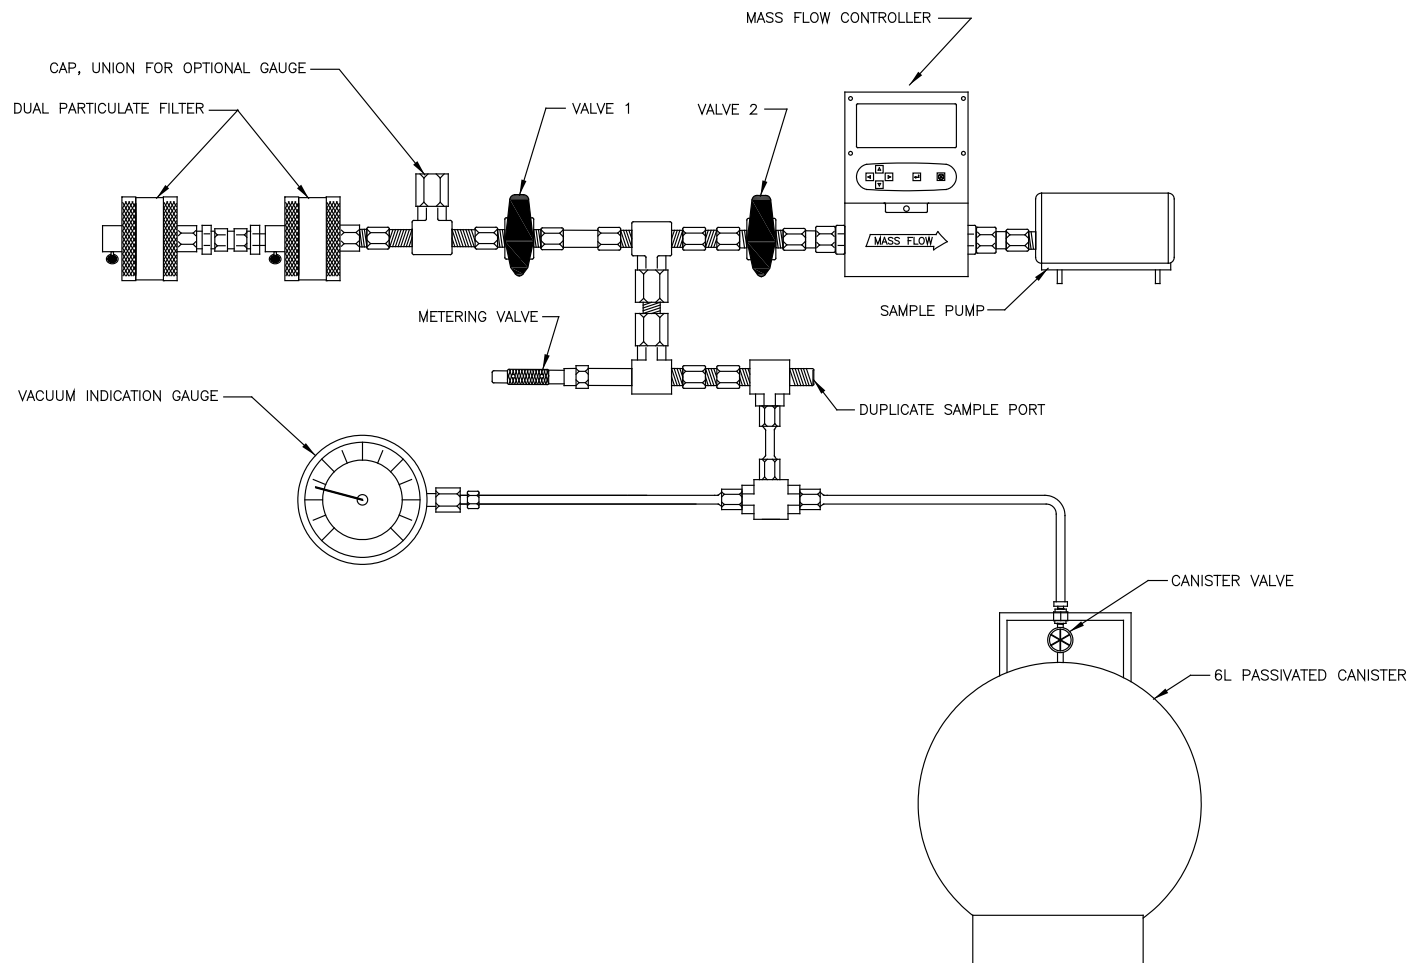 MASS FLOW CONTROLLER
CAP, UNION FOR OPTIONAL GAUGE
DUAL PARTICULATE FILTER
VALVE 1
VALVE 2
MASS FLOW
SAMPLE PUMP
METERING VALVE
VACUUM INDICATION GAUGE
DUPLICATE SAMPLE PORT
CANISTER VALVE
6L PASSIVATED CANISTER